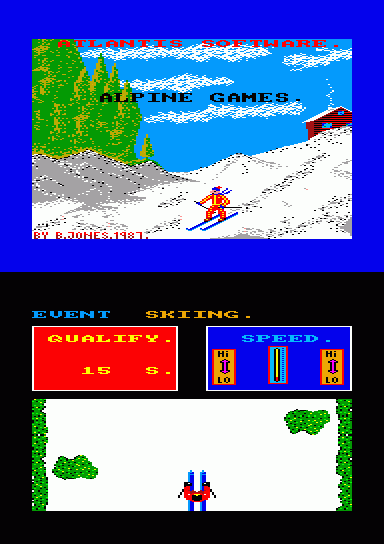 ATLANTIS SOFTWARE.
ALPINE GAMES.
BY B.JONES.1987.
EVENT SKIING.
QUALIFY. SPEED.
Hi Hi
15 S.
LO LO